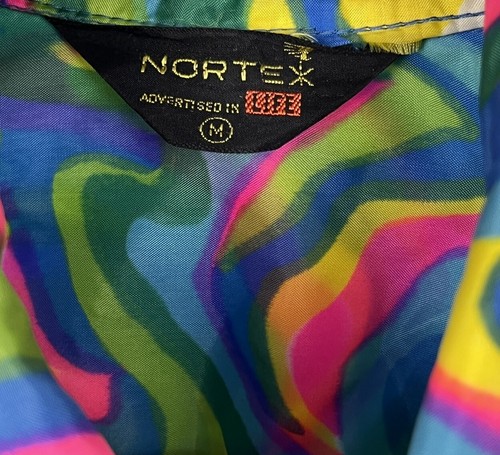 NORTEX
ADVERTISED IN LIFE
M